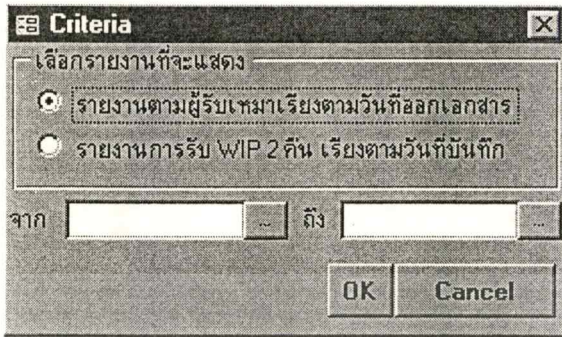 Criteria
เลือกรายงานที่จะแสดง
รายงานตามผู้รับเหมาเรียงตามวันที่ออกเอกสาร
รายงานการรับ WIP 2 คืน เรียงตามวันที่บันทึก
จาก ... ถึง ...
OK Cancel